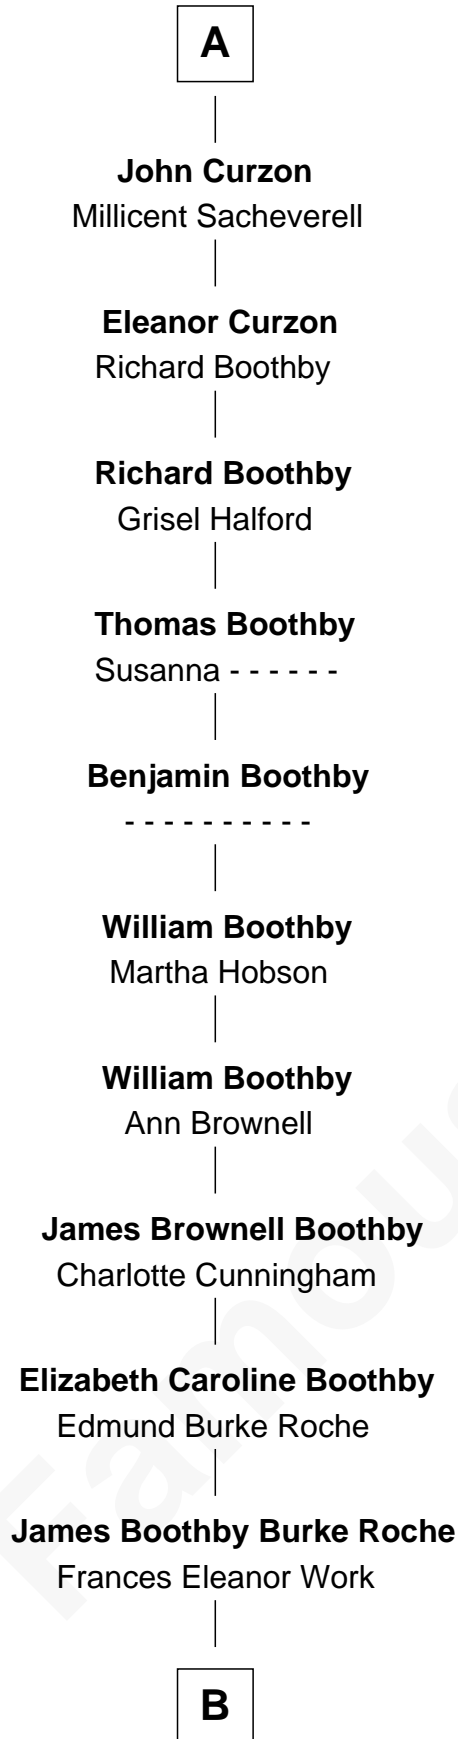 A
John Curzon
Millicent Sacheverell
Eleanor Curzon
Richard Boothby
Richard Boothby
Grisel Halford
Thomas Boothby
Susanna - - - - - -
Benjamin Boothby
- - - - - - - - - -
William Boothby
Martha Hobson
William Boothby
Ann Brownell
James Brownell Boothby
Charlotte Cunningham
Elizabeth Caroline Boothby
Edmund Burke Roche
James Boothby Burke Roche
Frances Eleanor Work
B
Famous